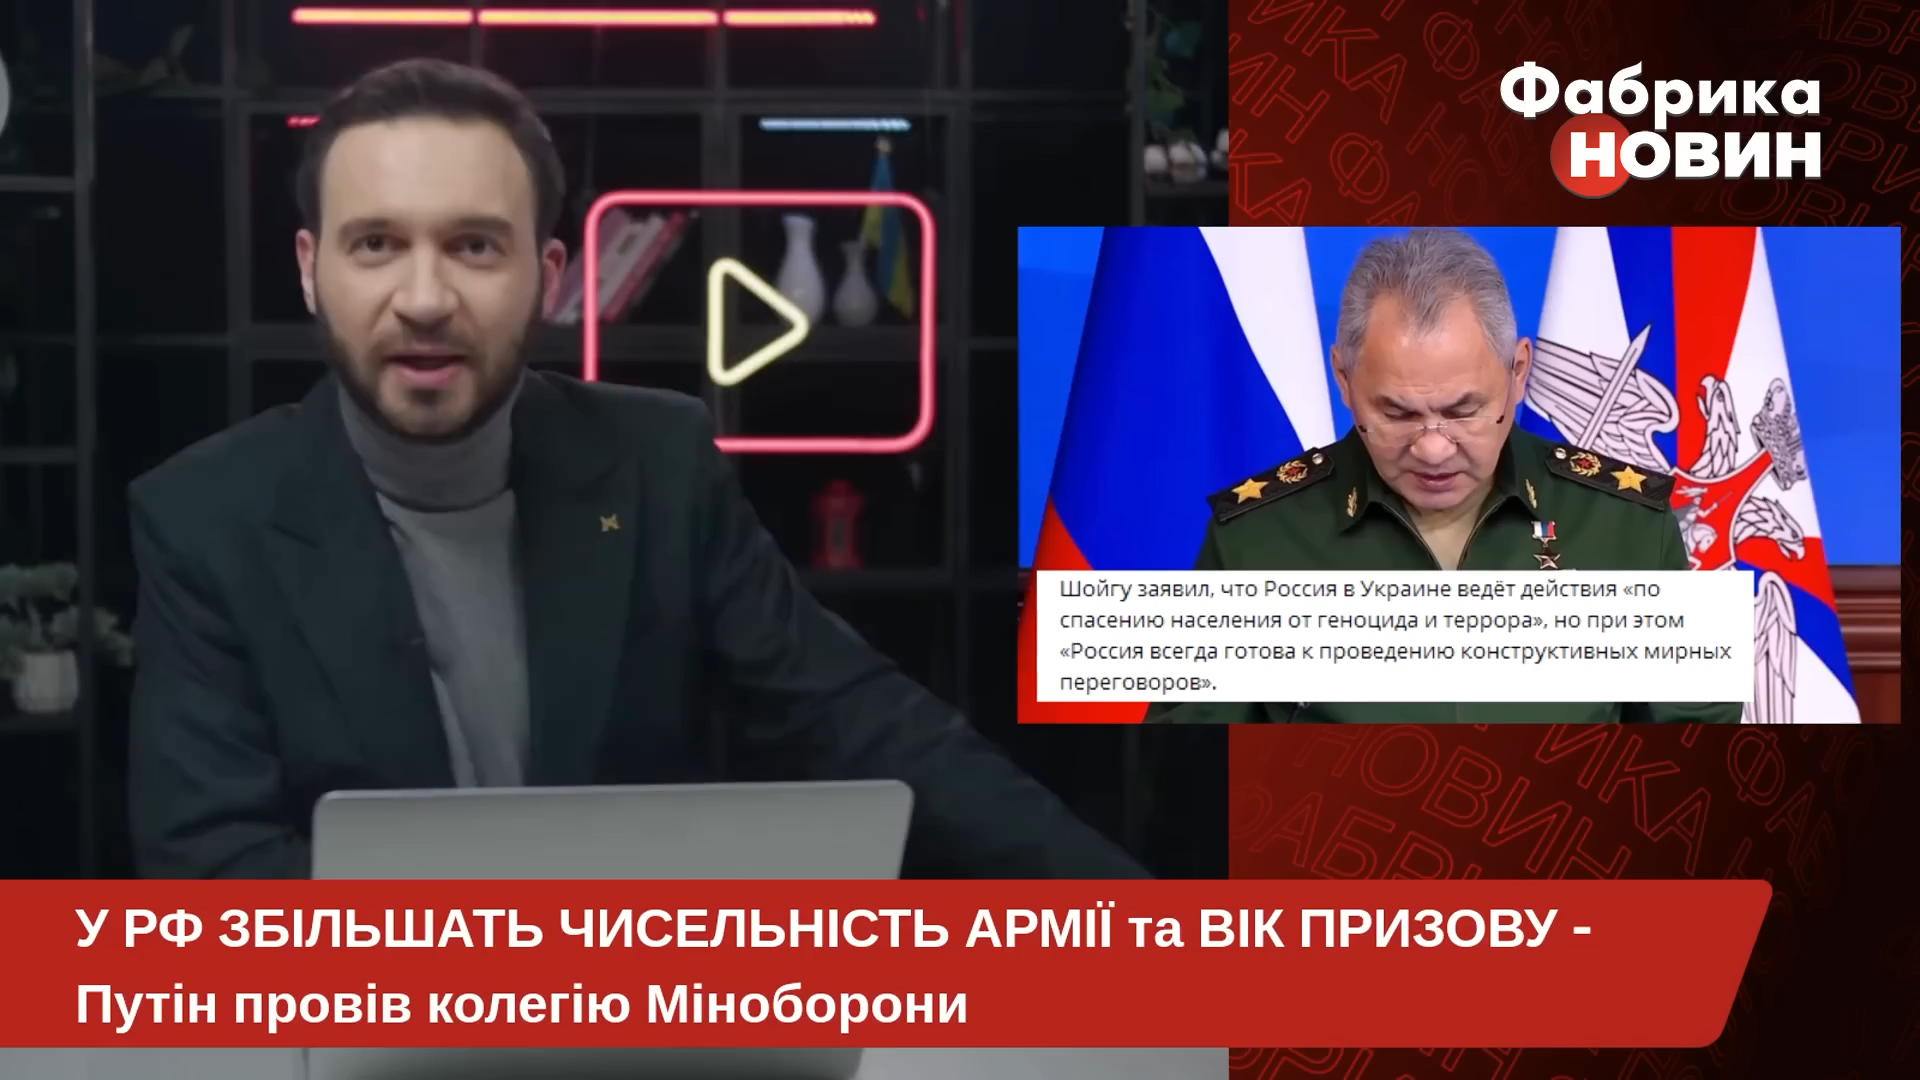 Фабрика
новин
Шойгу заявил, что Россия в Украине ведёт действия «по
спасению населения от геноцида и террора», но при этом
«Россия всегда готова к проведению конструктивных мирных
переговоров».
У РФ ЗБІЛЬШАТЬ ЧИСЕЛЬНІСТЬ АРМІЇ та ВІК ПРИЗОВУ -
Путін провів колегію Міноборони